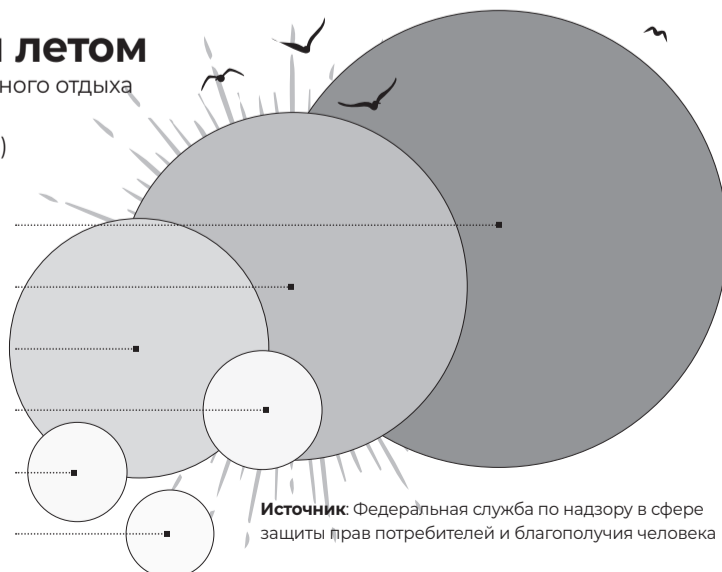 летом
ного отдыха
)
Источник: Федеральная служба по надзору в сфере
защиты прав потребителей и благополучия человека